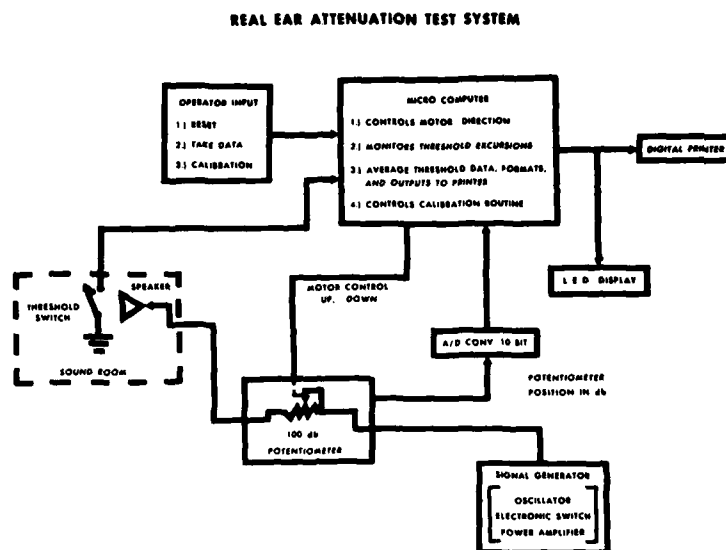 REAL EAR ATTENUATION TEST SYSTEM
OPERATOR INPUT
1.) RESET
2.) TAKE DATA
3.) CALIBRATION
MICRO COMPUTER
1.) CONTROLS MOTOR DIRECTION
2.) MONITORS THRESHOLD EXCURSIONS
3.) AVERAGE THRESHOLD DATA, FORMATS,
AND OUTPUTS TO PRINTER
4.) CONTROLS CALIBRATION ROUTINE
DIGITAL PRINTER
L E D DISPLAY
SPEAKER
THRESHOLD
SWITCH
SOUND ROOM
MOTOR CONTROL
UP, DOWN
A/D CONV 10 BIT
POTENTIOMETER
POSITION IN db
100 db
POTENTIOMETER
SIGNAL GENERATOR
OSCILLATOR
ELECTRONIC SWITCH
POWER AMPLIFIER